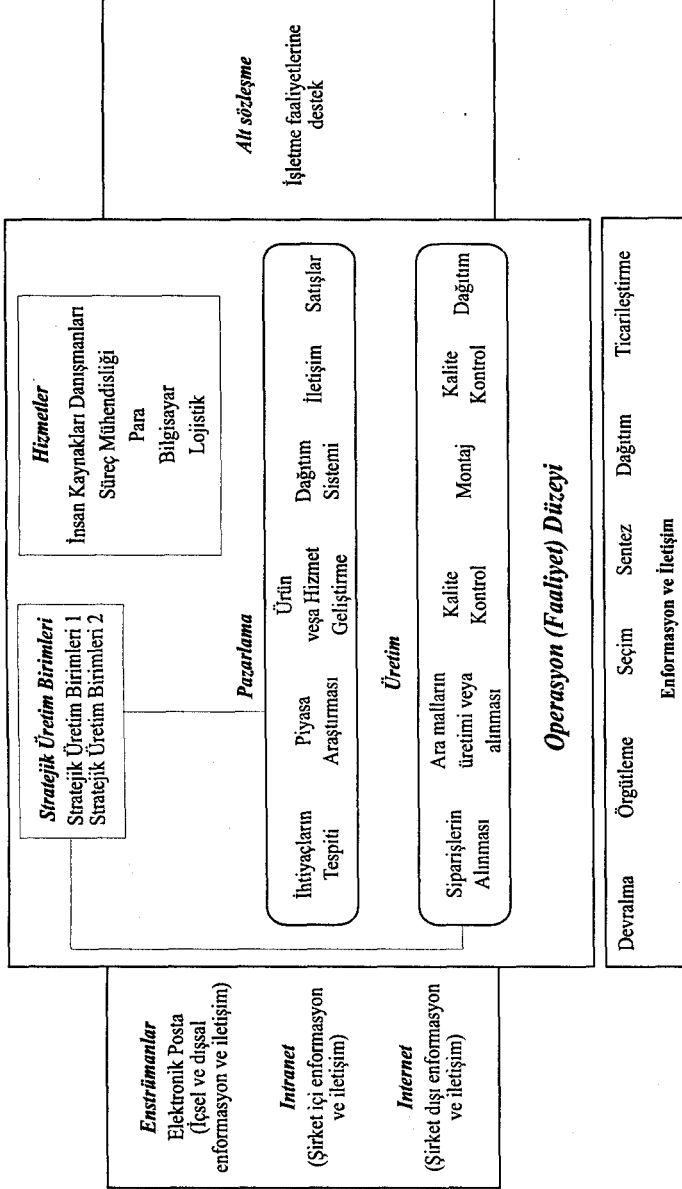 Enstrümanlar
Elektronik Posta
(İçsel ve dışsal
enformasyon ve iletişim)
Intranet
(Şirket içi enformasyon
ve iletişim)
Internet
(Şirket dışı enformasyon
ve iletişim)
Stratejik Üretim Birimleri
Stratejik Üretim Birimleri 1
Stratejik Üretim Birimleri 2
Hizmetler
İnsan Kaynakları Danışmanları
Süreç Mühendisliği
Para
Bilgisayar
Lojistik
Pazarlama
İhtiyaçların
Tespiti
Piyasa
Araştırması
Ürün
veşa Hizmet
Geliştirme
Dağıtım
Sistemi
İletişim
Satışlar
Üretim
Siparişlerin
Alınması
Ara malların
üretimi veya
alınması
Kalite
Kontrol
Montaj
Kalite
Kontrol
Dağıtım
Operasyon (Faaliyet) Düzeyi
Alt sözleşme
İşletme faaliyetlerine
destek
Devralma
Örgütleme
Seçim
Sentez
Dağıtım
Ticarileştirme
Enformasyon ve İletişim